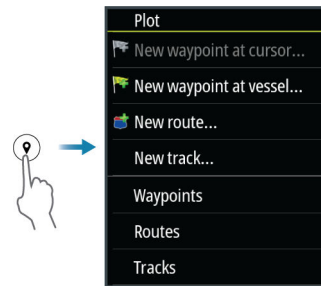 Plot
New waypoint at cursor...
New waypoint at vessel...
New route...
New track...
Waypoints
Routes
Tracks